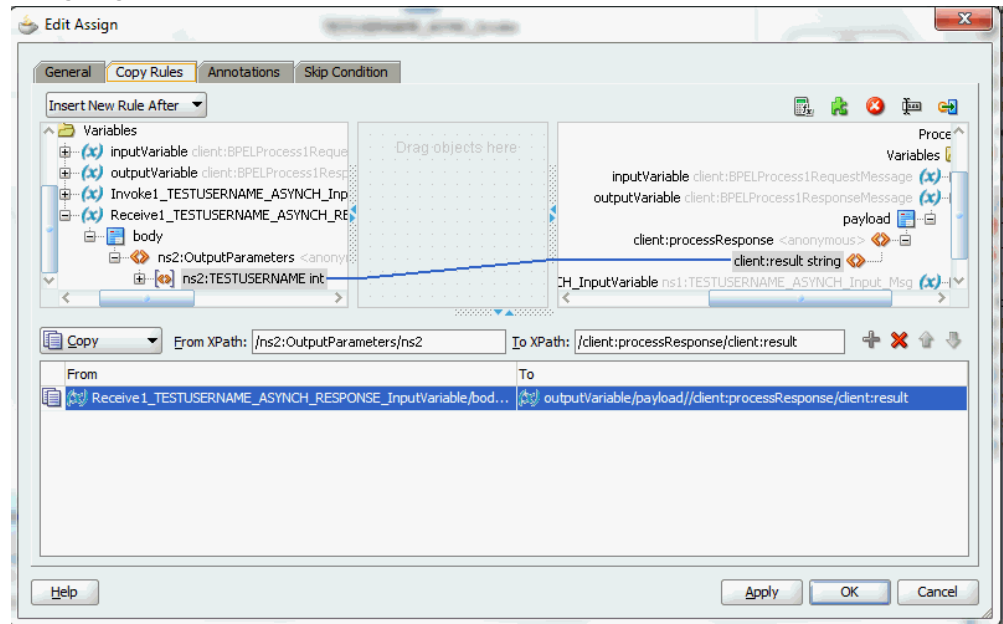 Edit Assign
General Copy Rules Annotations Skip Condition
Insert New Rule After
Variables
inputVariable client:BPELProcess1Reque
outputVariable client:BPELProcess1Resp
Invoke1_TESTUSERNAME_ASYNCH_Inp
Receive1_TESTUSERNAME_ASYNCH_RE
body
ns2:OutputParameters <anony
ns2:TESTUSERNAME int
Drag objects here
Proce
Variables
inputVariable client:BPELProcess1RequestMessage (x)
outputVariable client:BPELProcess1ResponseMessage (x)
payload
client:processResponse <anonymous>
client:result string
CH_InputVariable ns1:TESTUSERNAME_ASYNCH_Input_Msg (x)
Copy From XPath: /ns2:OutputParameters/ns2 To XPath: /client:processResponse/client:result
From To
Receive1_TESTUSERNAME_ASYNCH_RESPONSE_InputVariable/bod... outputVariable/payload//client:processResponse/client:result
Help Apply OK Cancel